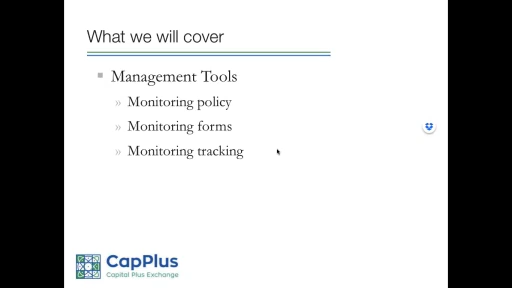 What we will cover
Management Tools
» Monitoring policy
» Monitoring forms
» Monitoring tracking
CapPlus
Capital Plus Exchange